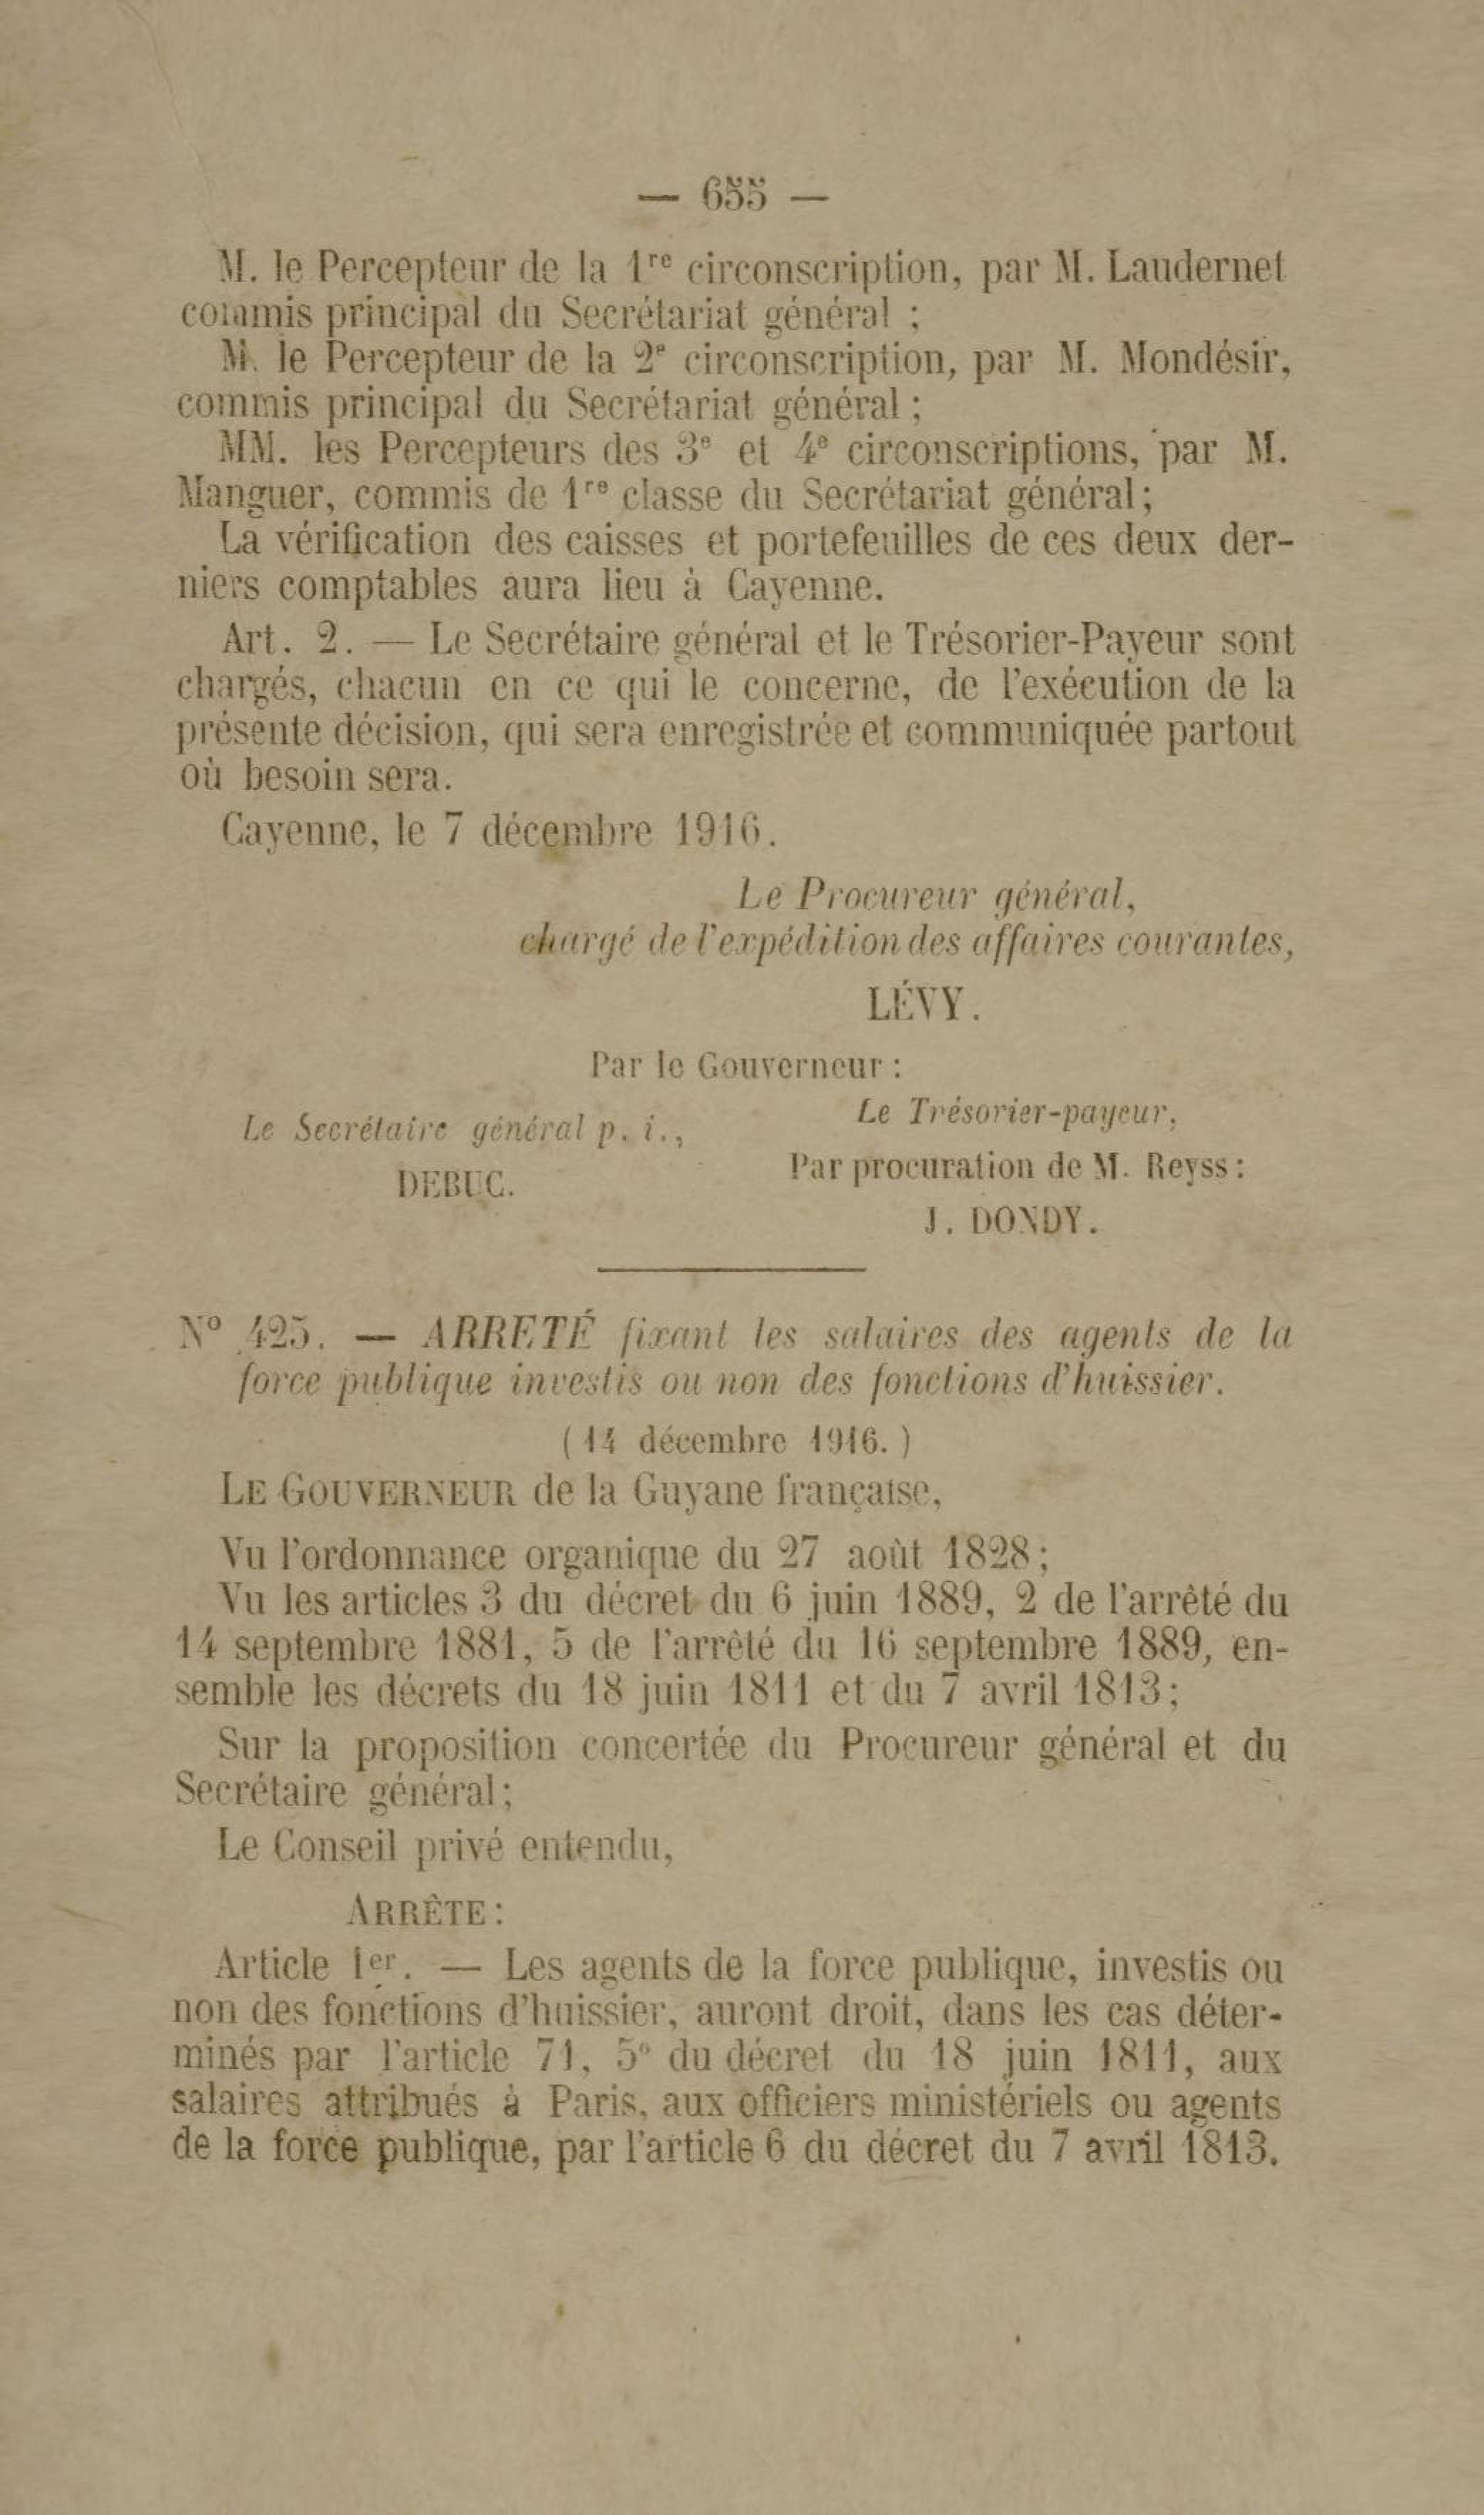 — 655 —
M. le Percepteur de la 1re circonscription, par M. Laudernet
commis principal du Secrétariat général ;
M. le Percepteur de la 2e circonscription, par M. Mondésir,
commis principal du Secrétariat général ;
MM. les Percepteurs des 3e et 4e circonscriptions, par M.
Manguer, commis de 1re classe du Secrétariat général ;
La vérification des caisses et portefeuilles de ces deux der-
niers comptables aura lieu à Cayenne.
Art. 2. — Le Secrétaire général et le Trésorier-Payeur sont
chargés, chacun en ce qui le concerne, de l'exécution de la
présente décision, qui sera enregistrée et communiquée partout
où besoin sera.
Cayenne, le 7 décembre 1916.
Le Procureur général,
chargé de l'expédition des affaires courantes,
LÉVY.
Par le Gouverneur :
Le Secrétaire général p. i.,
DEBUC.
Le Trésorier-payeur,
Par procuration de M. Reyss :
J. DONDY.
No 425. — ARRETÉ fixant les salaires des agents de la
force publique investis ou non des fonctions d'huissier.
( 14 décembre 1916. )
LE GOUVERNEUR de la Guyane française,
Vu l'ordonnance organique du 27 août 1828 ;
Vu les articles 3 du décret du 6 juin 1889, 2 de l'arrêté du
14 septembre 1881, 5 de l'arrêté du 16 septembre 1889, en-
semble les décrets du 18 juin 1811 et du 7 avril 1813 ;
Sur la proposition concertée du Procureur général et du
Secrétaire général ;
Le Conseil privé entendu,
ARRÊTE :
Article 1er. — Les agents de la force publique, investis ou
non des fonctions d'huissier, auront droit, dans les cas déter-
minés par l'article 71, 5o du décret du 18 juin 1811, aux
salaires attribués à Paris, aux officiers ministériels ou agents
de la force publique, par l'article 6 du décret du 7 avril 1813.